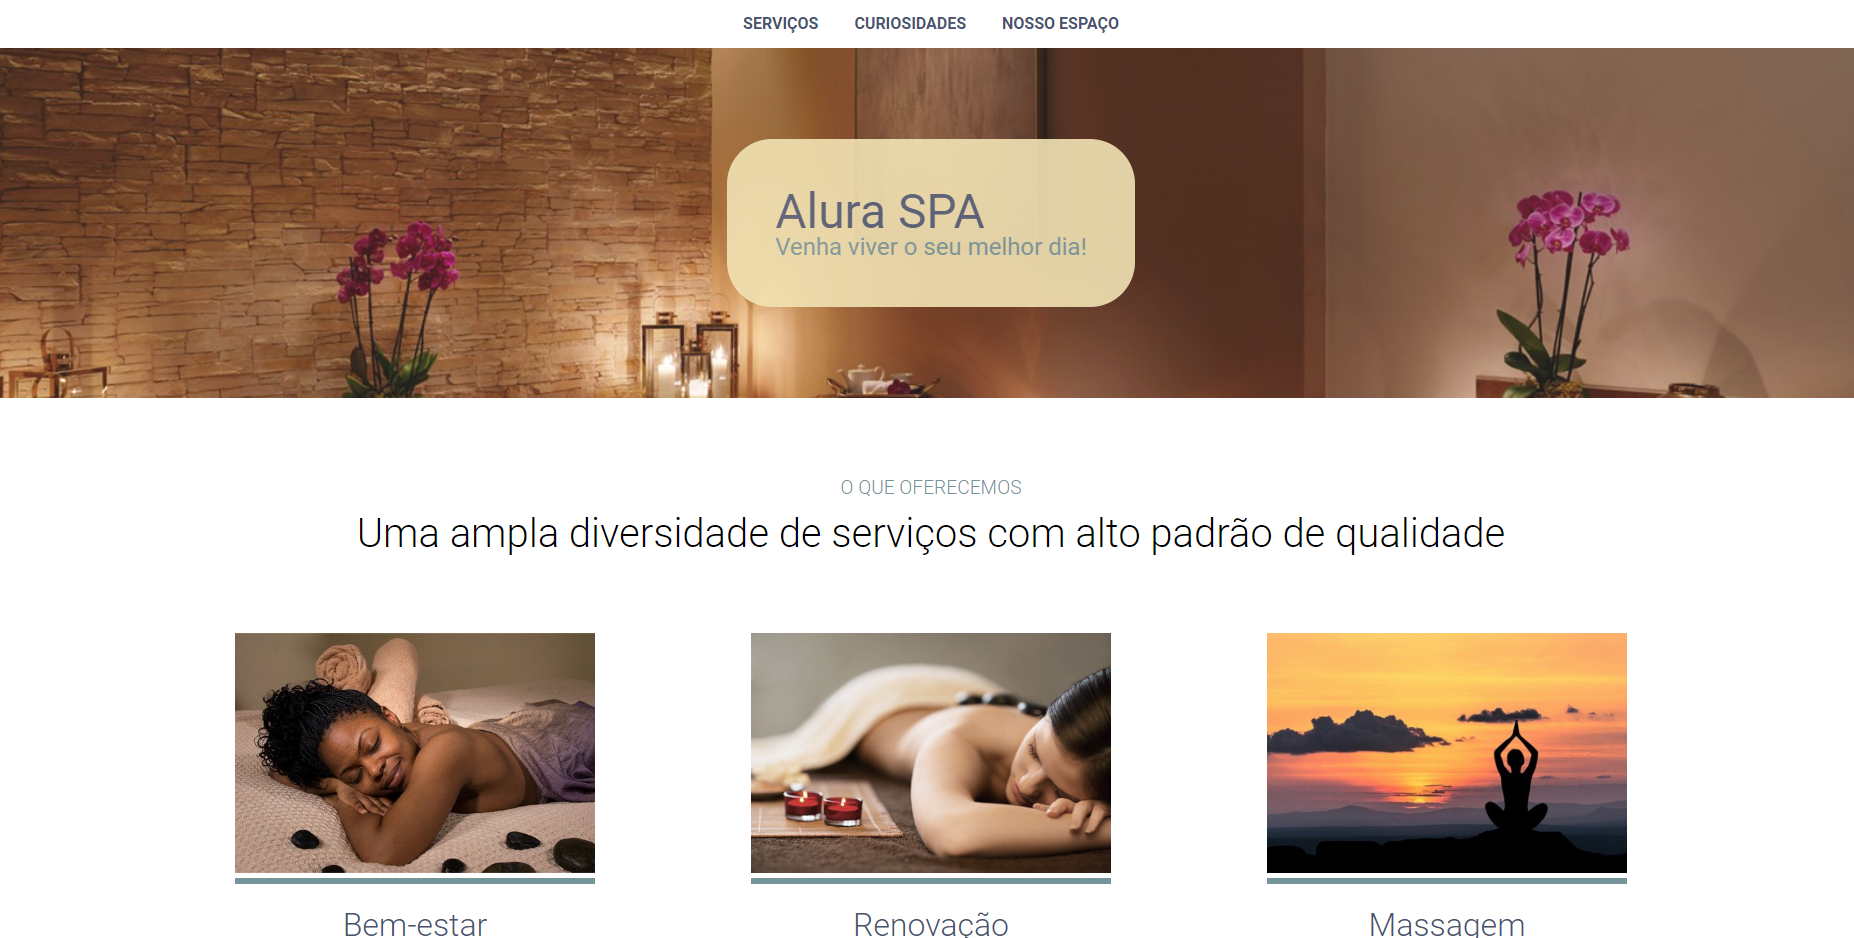 SERVIÇOS CURIOSIDADES NOSSO ESPAÇO
Alura SPA
Venha viver o seu melhor dia!
O QUE OFERECEMOS
Uma ampla diversidade de serviços com alto padrão de qualidade
Bem-estar Renovação Massagem